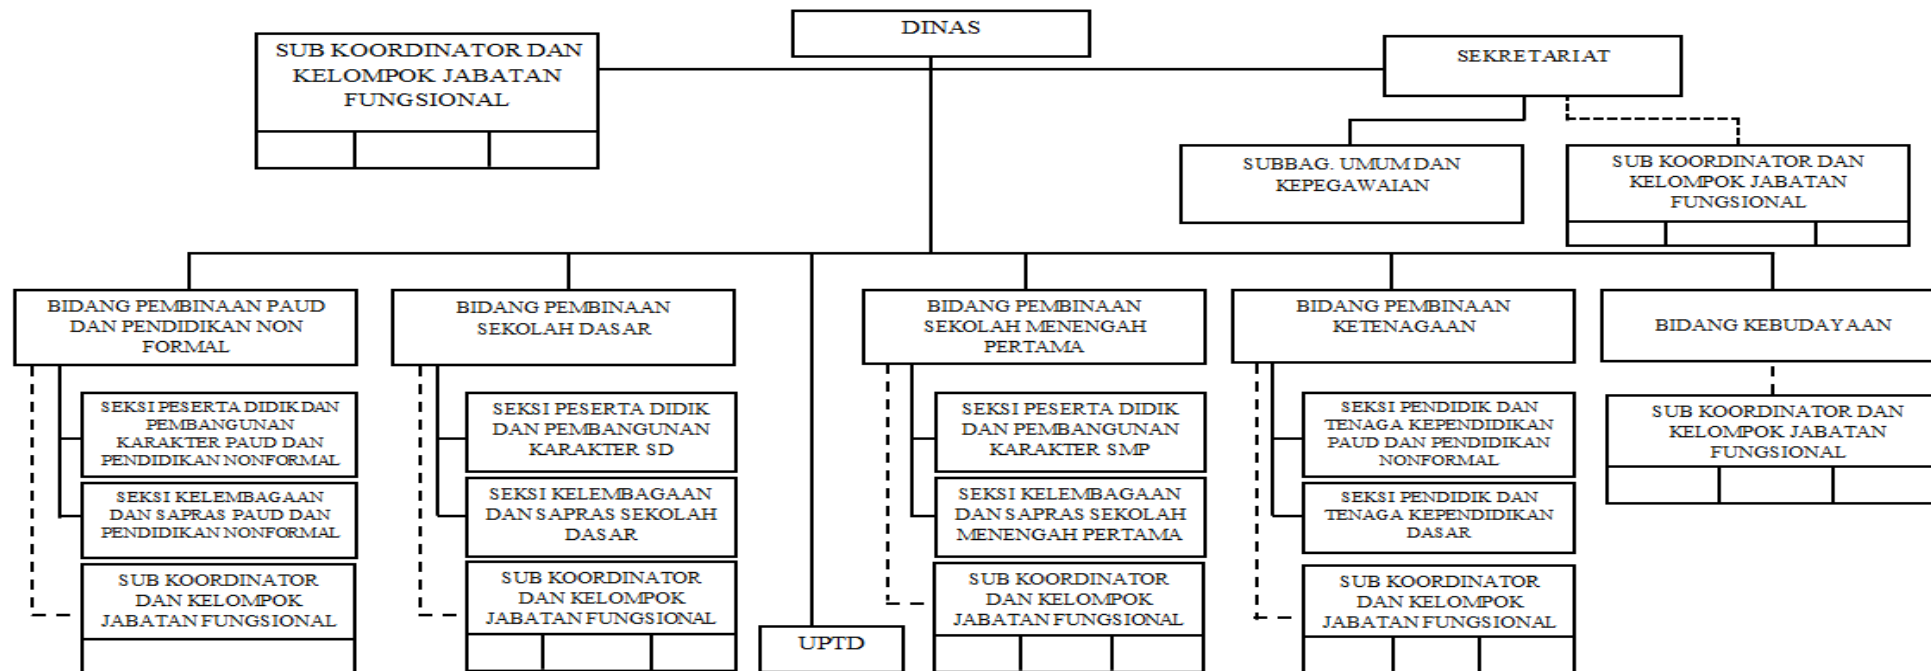 DINAS
SUB KOORDINATOR DAN
KELOMPOK JABATAN
FUNGSIONAL
SEKRETARIAT
SUBBAG. UMUM DAN
KEPEGAWAIAN
SUB KOORDINATOR DAN
KELOMPOK JABATAN
FUNGSIONAL
BIDANG PEMBINAAN PAUD
DAN PENDIDIKAN NON
FORMAL
BIDANG PEMBINAAN
SEKOLAH DASAR
BIDANG PEMBINAAN
SEKOLAH MENENGAH
PERTAMA
BIDANG PEMBINAAN
KETENAGAAN
BIDANG KEBUDAYAAN
SEKSI PESERTA DIDIK DAN
PEMBANGUNAN
KARAKTER PAUD DAN
PENDIDIKAN NONFORMAL
SEKSI PESERTA DIDIK
DAN PEMBANGUNAN
KARAKTER SD
SEKSI PESERTA DIDIK
DAN PEMBANGUNAN
KARAKTER SMP
SEKSI PENDIDIK DAN
TENAGA KEPENDIDIKAN
PAUD DAN PENDIDIKAN
NONFORMAL
SUB KOORDINATOR DAN
KELOMPOK JABATAN
FUNGSIONAL
SEKSI KELEMBAGAAN
DAN SAPRAS PAUD DAN
PENDIDIKAN NONFORMAL
SEKSI KELEMBAGAAN
DAN SAPRAS SEKOLAH
DASAR
SEKSI KELEMBAGAAN
DAN SAPRAS SEKOLAH
MENENGAH PERTAMA
SEKSI PENDIDIK DAN
TENAGA KEPENDIDIKAN
DASAR
SUB KOORDINATOR
DAN KELOMPOK
JABATAN FUNGSIONAL
SUB KOORDINATOR
DAN KELOMPOK
JABATAN FUNGSIONAL
UPTD
SUB KOORDINATOR
DAN KELOMPOK
JABATAN FUNGSIONAL
SUB KOORDINATOR
DAN KELOMPOK
JABATAN FUNGSIONAL